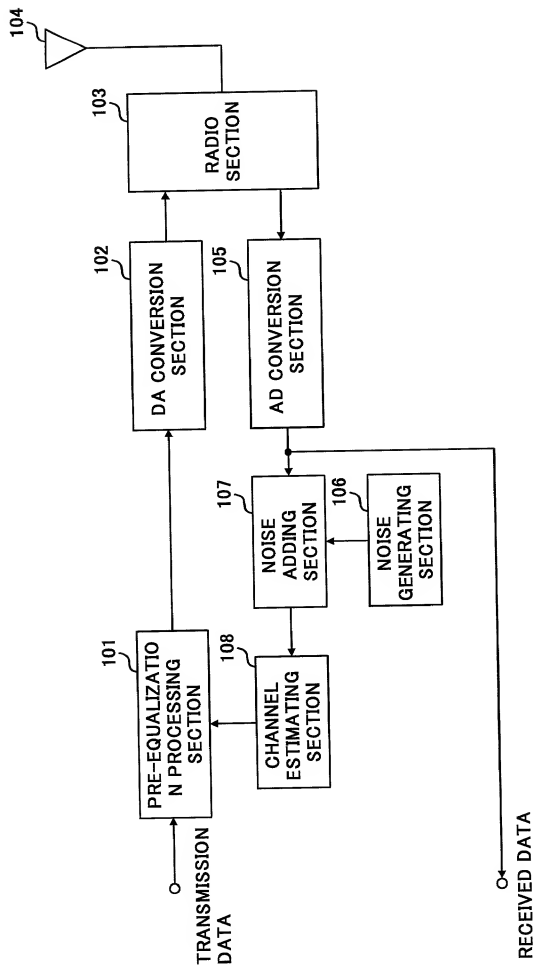 104
103
RADIO
SECTION
102
DA CONVERSION
SECTION
105
AD CONVERSION
SECTION
107
NOISE
ADDING
SECTION
106
NOISE
GENERATING
SECTION
101
PRE-EQUALIZATIO
N PROCESSING
SECTION
108
CHANNEL
ESTIMATING
SECTION
TRANSMISSION
DATA
RECEIVED DATA